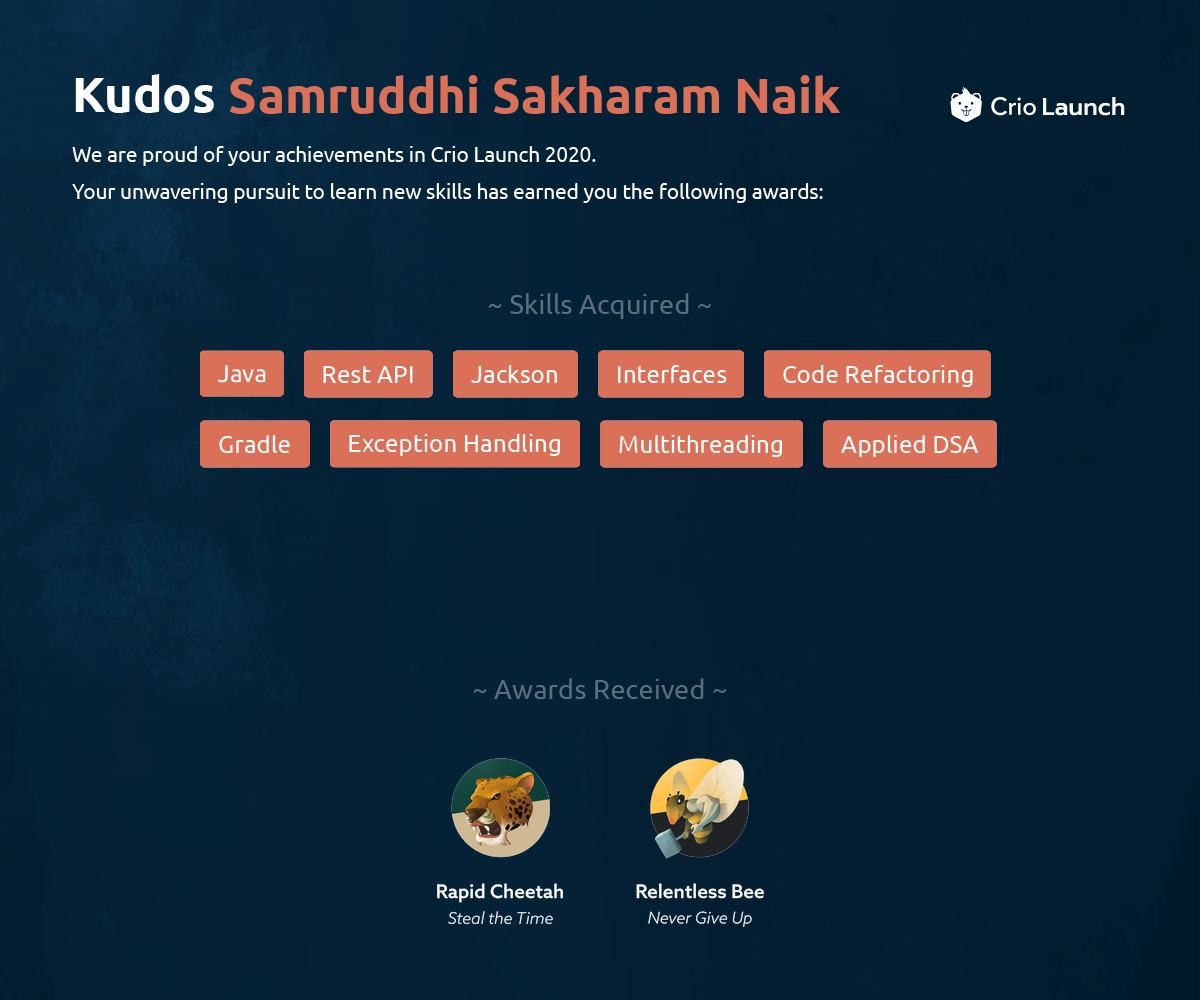 Kudos Samruddhi Sakharam Naik
Crio Launch
We are proud of your achievements in Crio Launch 2020.
Your unwavering pursuit to learn new skills has earned you the following awards:
~ Skills Acquired ~
Java Rest API Jackson Interfaces Code Refactoring
Gradle Exception Handling Multithreading Applied DSA
~ Awards Received ~
Rapid Cheetah Relentless Bee
Steal the Time Never Give Up